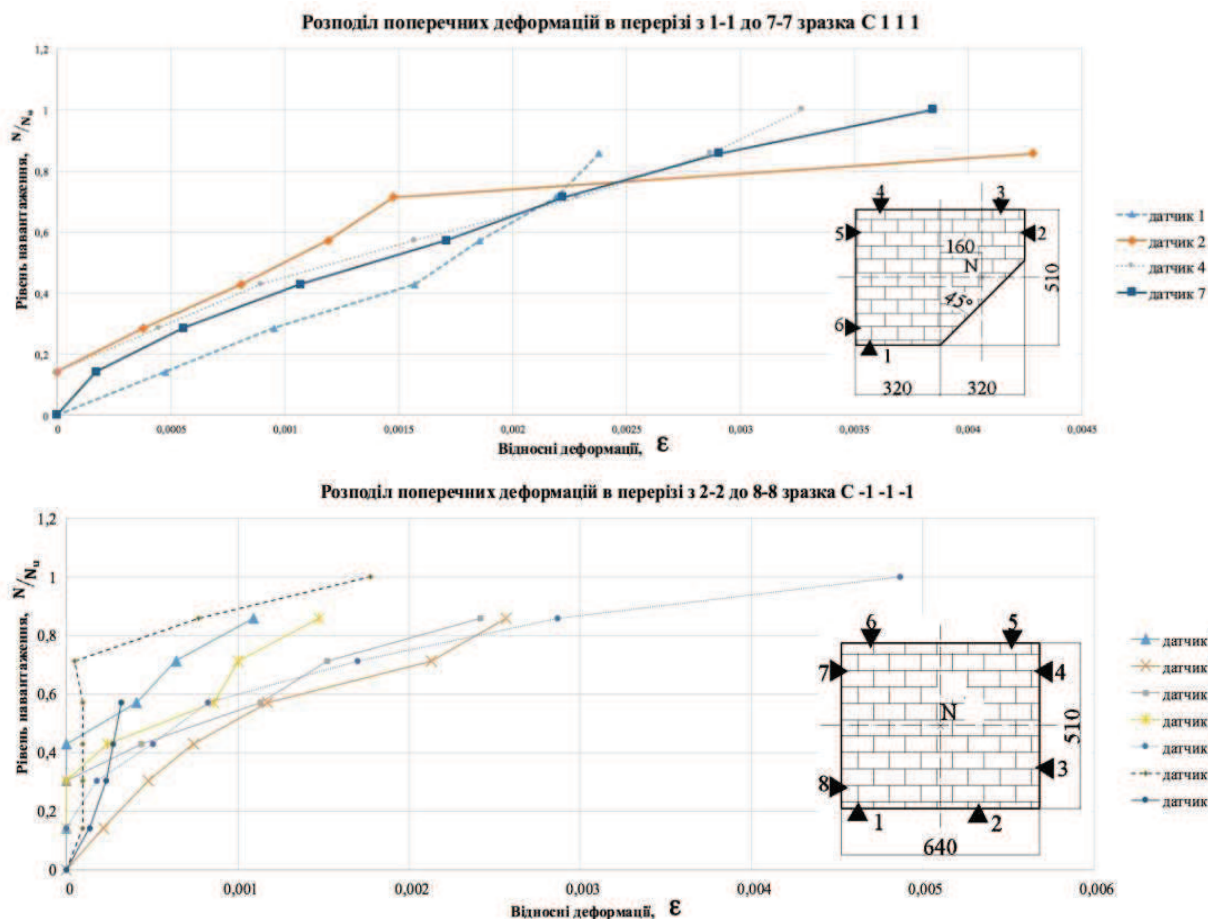 Розподіл поперечних деформацій в перерізі з 1-1 до 7-7 зразка С 1 1 1
Рівень навантаження, N/Nu
1,2
1
0,8
0,6
0,4
0,2
0
0
0,0005
0,001
0,0015
0,002
0,0025
0,003
0,0035
0,004
0,0045
Відносні деформації, ε
4
3
5
2
160
N
45°
510
6
1
320
320
датчик 1
датчик 2
датчик 4
датчик 7
Розподіл поперечних деформацій в перерізі з 2-2 до 8-8 зразка С -1 -1 -1
Рівень навантаження, N/Nu
1,2
1
0,8
0,6
0,4
0,2
0
0
0,001
0,002
0,003
0,004
0,005
0,006
Відносні деформації, ε
6
5
7
4
N
510
3
8
1
2
640
датчик
датчик
датчик
датчик
датчик
датчик
датчик